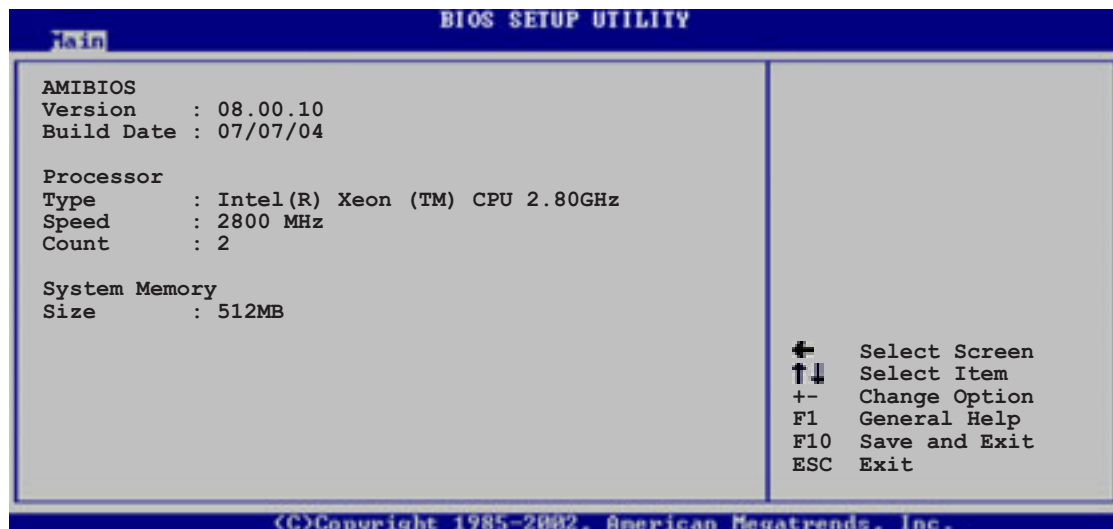 BIOS SETUP UTILITY
Main
AMIBIOS
Version : 08.00.10
Build Date : 07/07/04
Processor
Type : Intel(R) Xeon (TM) CPU 2.80GHz
Speed : 2800 MHz
Count : 2
System Memory
Size : 512MB
← Select Screen
↑↓ Select Item
+- Change Option
F1 General Help
F10 Save and Exit
ESC Exit
(C)Copyright 1985-2002, American Megatrends, Inc.